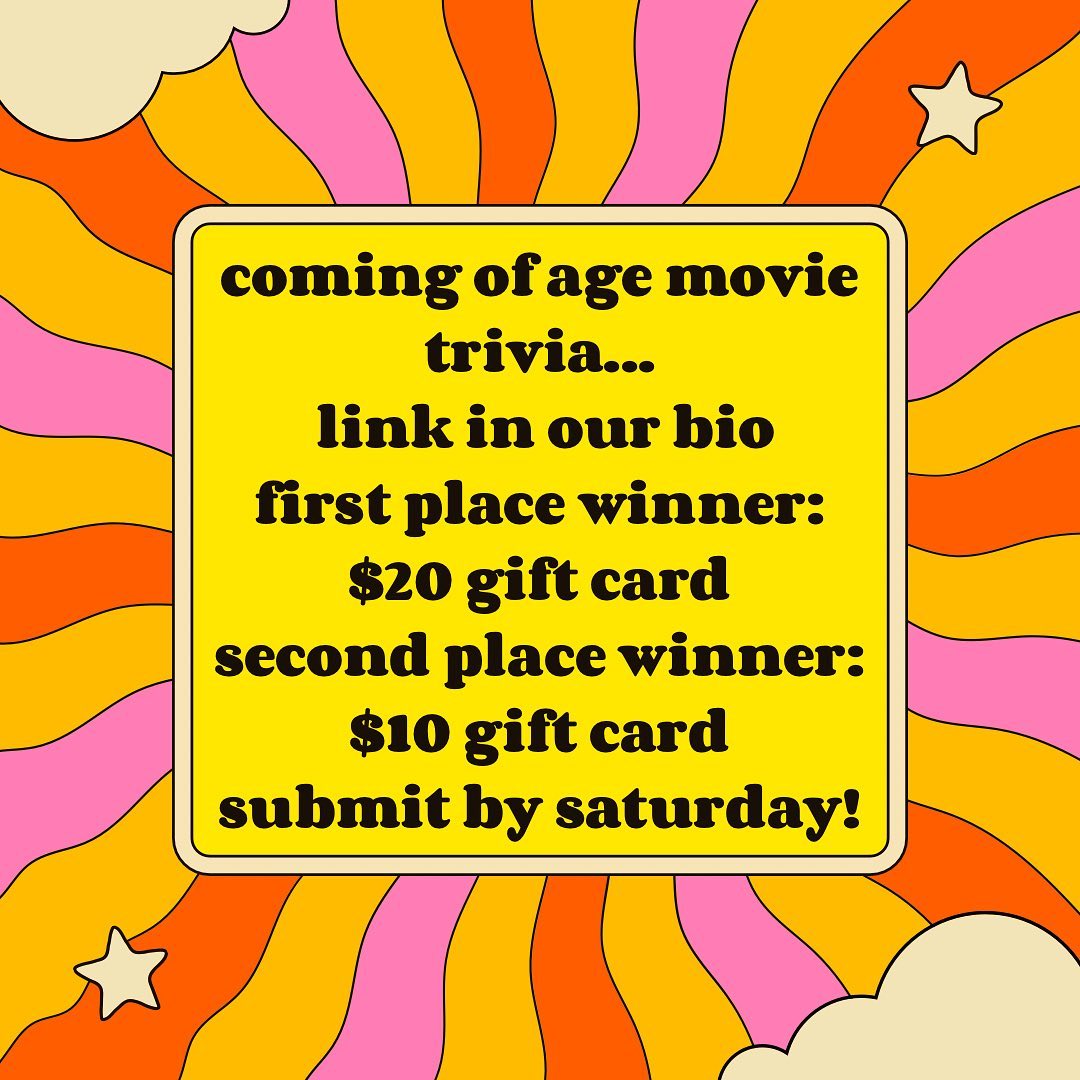 coming of age movie
trivia...
link in our bio
first place winner:
$20 gift card
second place winner:
$10 gift card
submit by saturday!